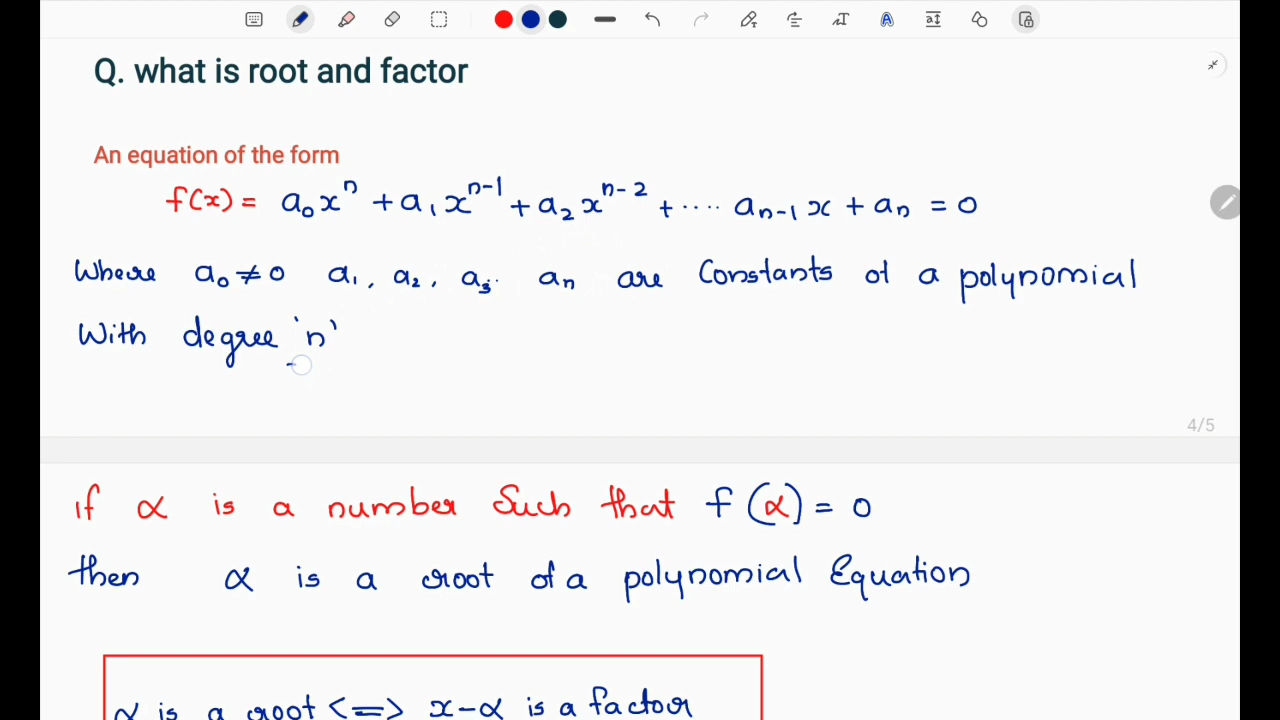 Q. what is root and factor
An equation of the form
f(x) = a₀xⁿ + a₁xⁿ⁻¹ + a₂xⁿ⁻² + ···· aₙ₋₁x + aₙ = 0
Where a₀ ≠ 0 a₁, a₂, a₃.. aₙ are Constants of a polynomial
With degree 'n'
4/5
if α is a number Such that f(α) = 0
then α is a root of a polynomial Equation
α is a root <=> x-α is a factor